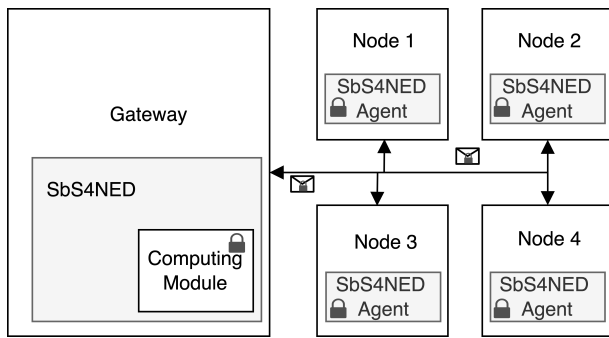 Gateway
SbS4NED
Computing
Module
Node 1
SbS4NED
Agent
Node 2
SbS4NED
Agent
Node 3
SbS4NED
Agent
Node 4
SbS4NED
Agent